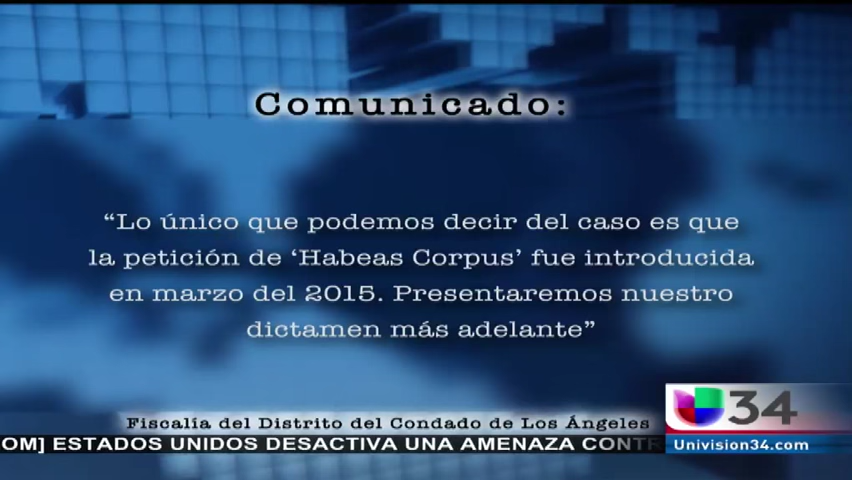 Comunicado:
“Lo único que podemos decir del caso es que
la petición de ‘Habeas Corpus’ fue introducida
en marzo del 2015. Presentaremos nuestro
dictamen más adelante”
Fiscalía del Distrito del Condado de Los Ángeles
34
OM] ESTADOS UNIDOS DESACTIVA UNA AMENAZA CONTR
Univision34.com